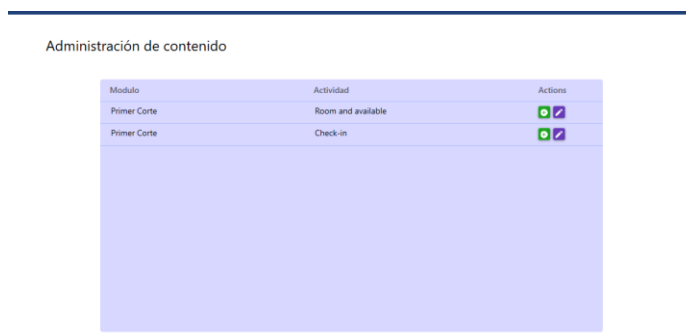 Administración de contenido
Modulo Actividad Actions
Primer Corte Room and available
Primer Corte Check-in